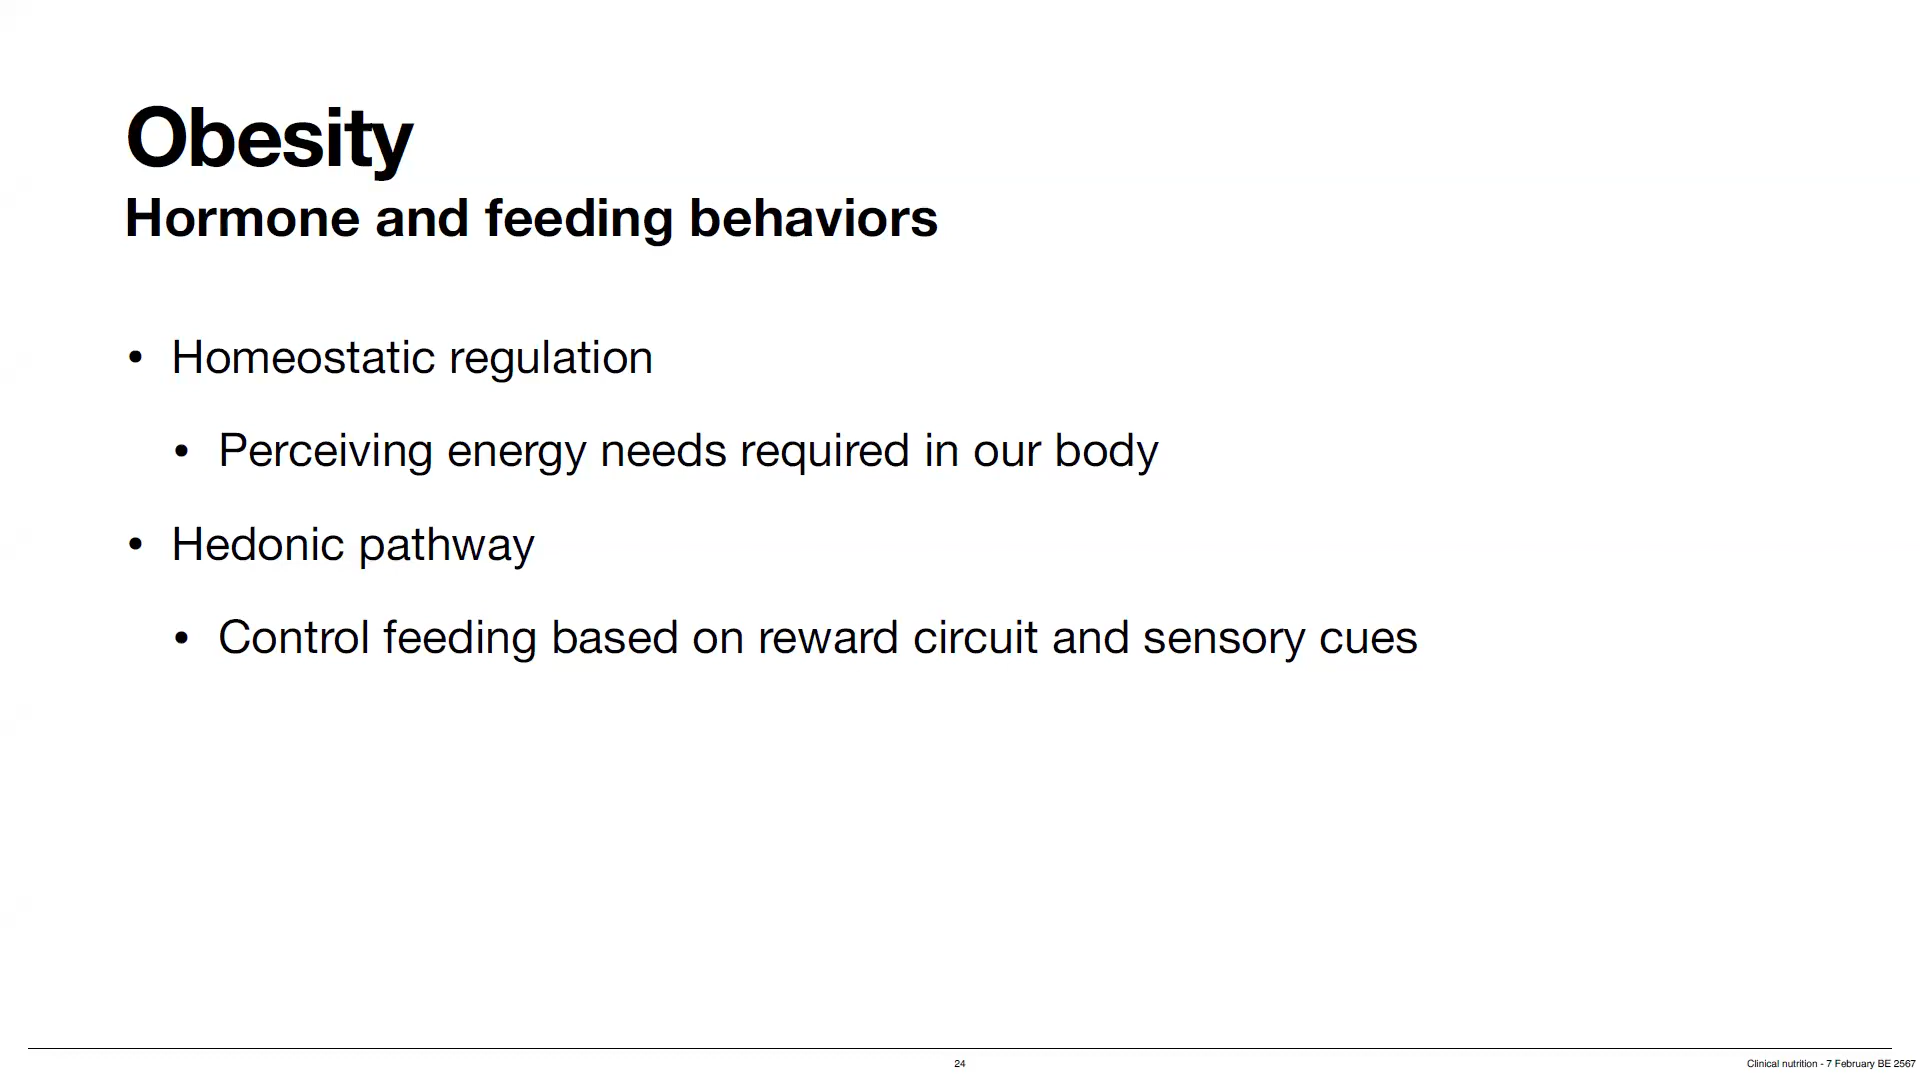 Obesity
Hormone and feeding behaviors
• Homeostatic regulation
• Perceiving energy needs required in our body
• Hedonic pathway
• Control feeding based on reward circuit and sensory cues
24
Clinical nutrition - 7 February BE 2567